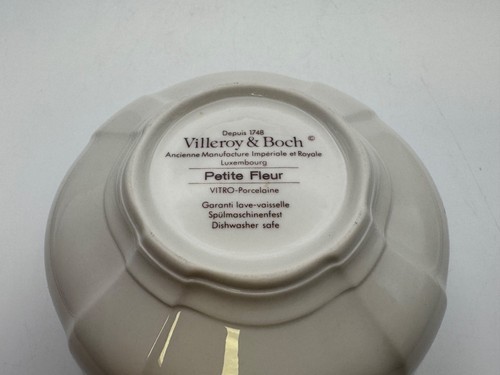 Depuis 1748
Villeroy & Boch ©
Ancienne Manufacture Impériale et Royale
Luxembourg
Petite Fleur
VITRO-Porcelaine
Garanti lave-vaisselle
Spülmaschinenfest
Dishwasher safe